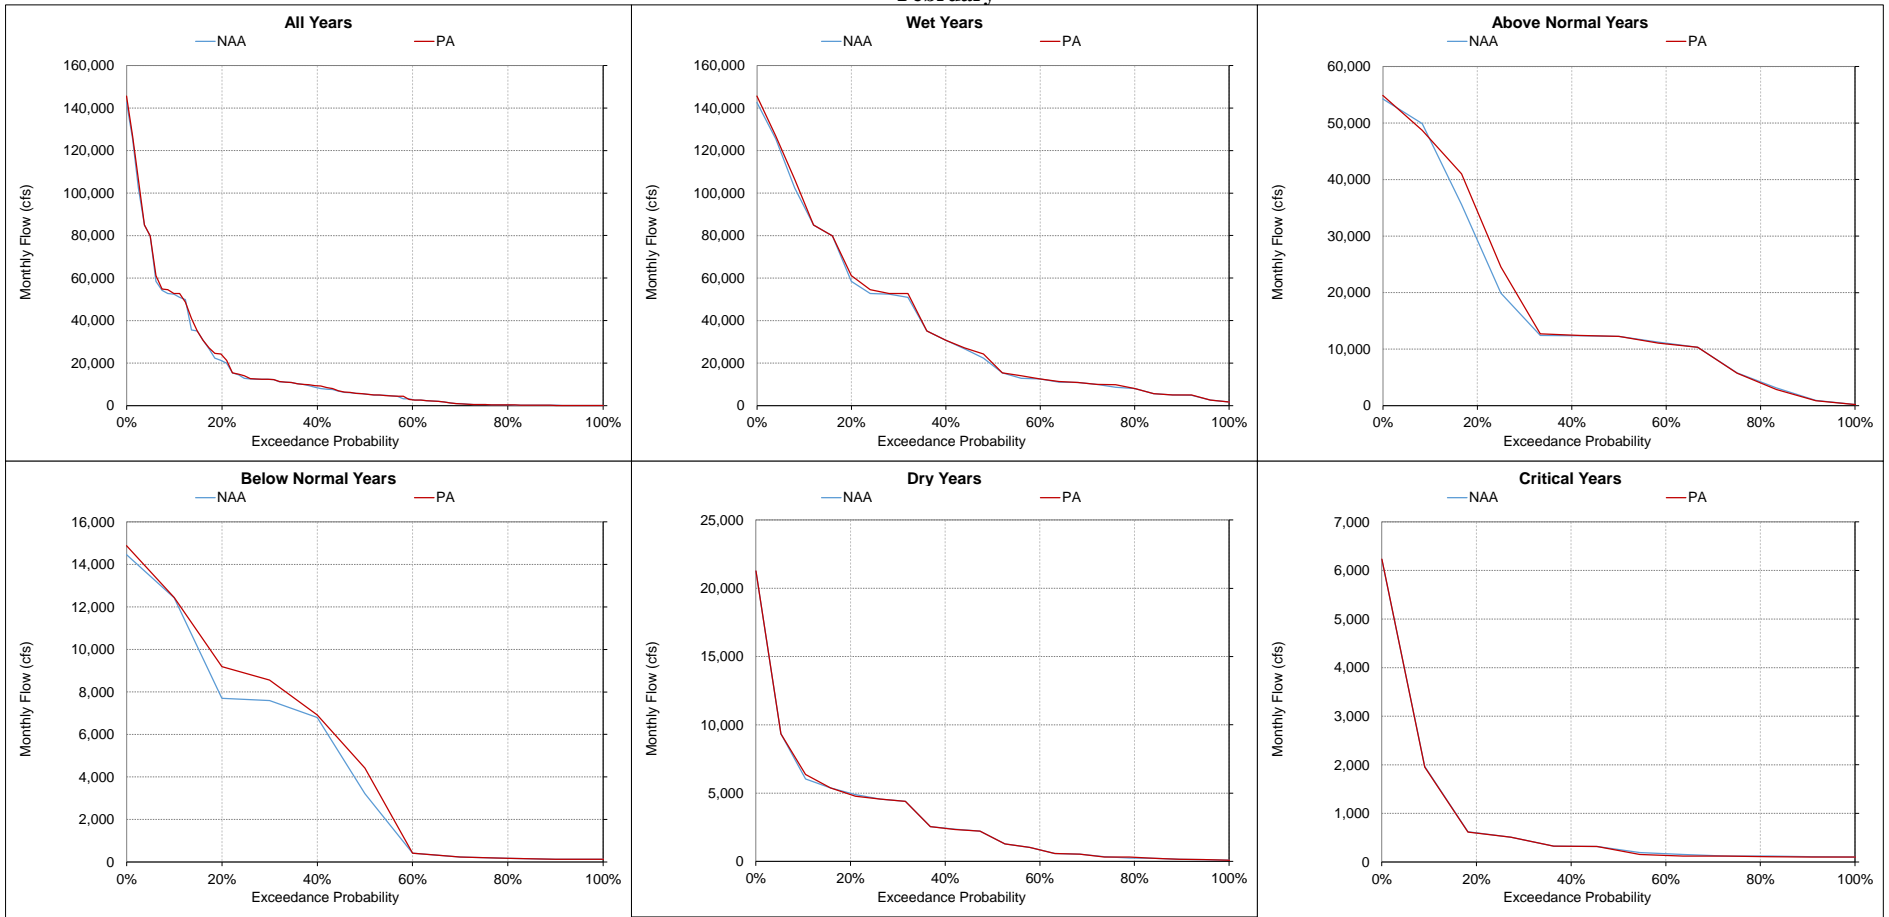 All Years
NAA PA
160,000
140,000
120,000
100,000
80,000
60,000
40,000
20,000
0
Monthly Flow (cfs)
0% 20% 40% 60% 80% 100%
Exceedance Probability
Wet Years
NAA PA
160,000
140,000
120,000
100,000
80,000
60,000
40,000
20,000
0
Monthly Flow (cfs)
0% 20% 40% 60% 80% 100%
Exceedance Probability
Above Normal Years
NAA PA
60,000
50,000
40,000
30,000
20,000
10,000
0
Monthly Flow (cfs)
0% 20% 40% 60% 80% 100%
Exceedance Probability
Below Normal Years
NAA PA
16,000
14,000
12,000
10,000
8,000
6,000
4,000
2,000
0
Monthly Flow (cfs)
0% 20% 40% 60% 80% 100%
Exceedance Probability
Dry Years
NAA PA
25,000
20,000
15,000
10,000
5,000
0
Monthly Flow (cfs)
0% 20% 40% 60% 80% 100%
Exceedance Probability
Critical Years
NAA PA
7,000
6,000
5,000
4,000
3,000
2,000
1,000
0
Monthly Flow (cfs)
0% 20% 40% 60% 80% 100%
Exceedance Probability